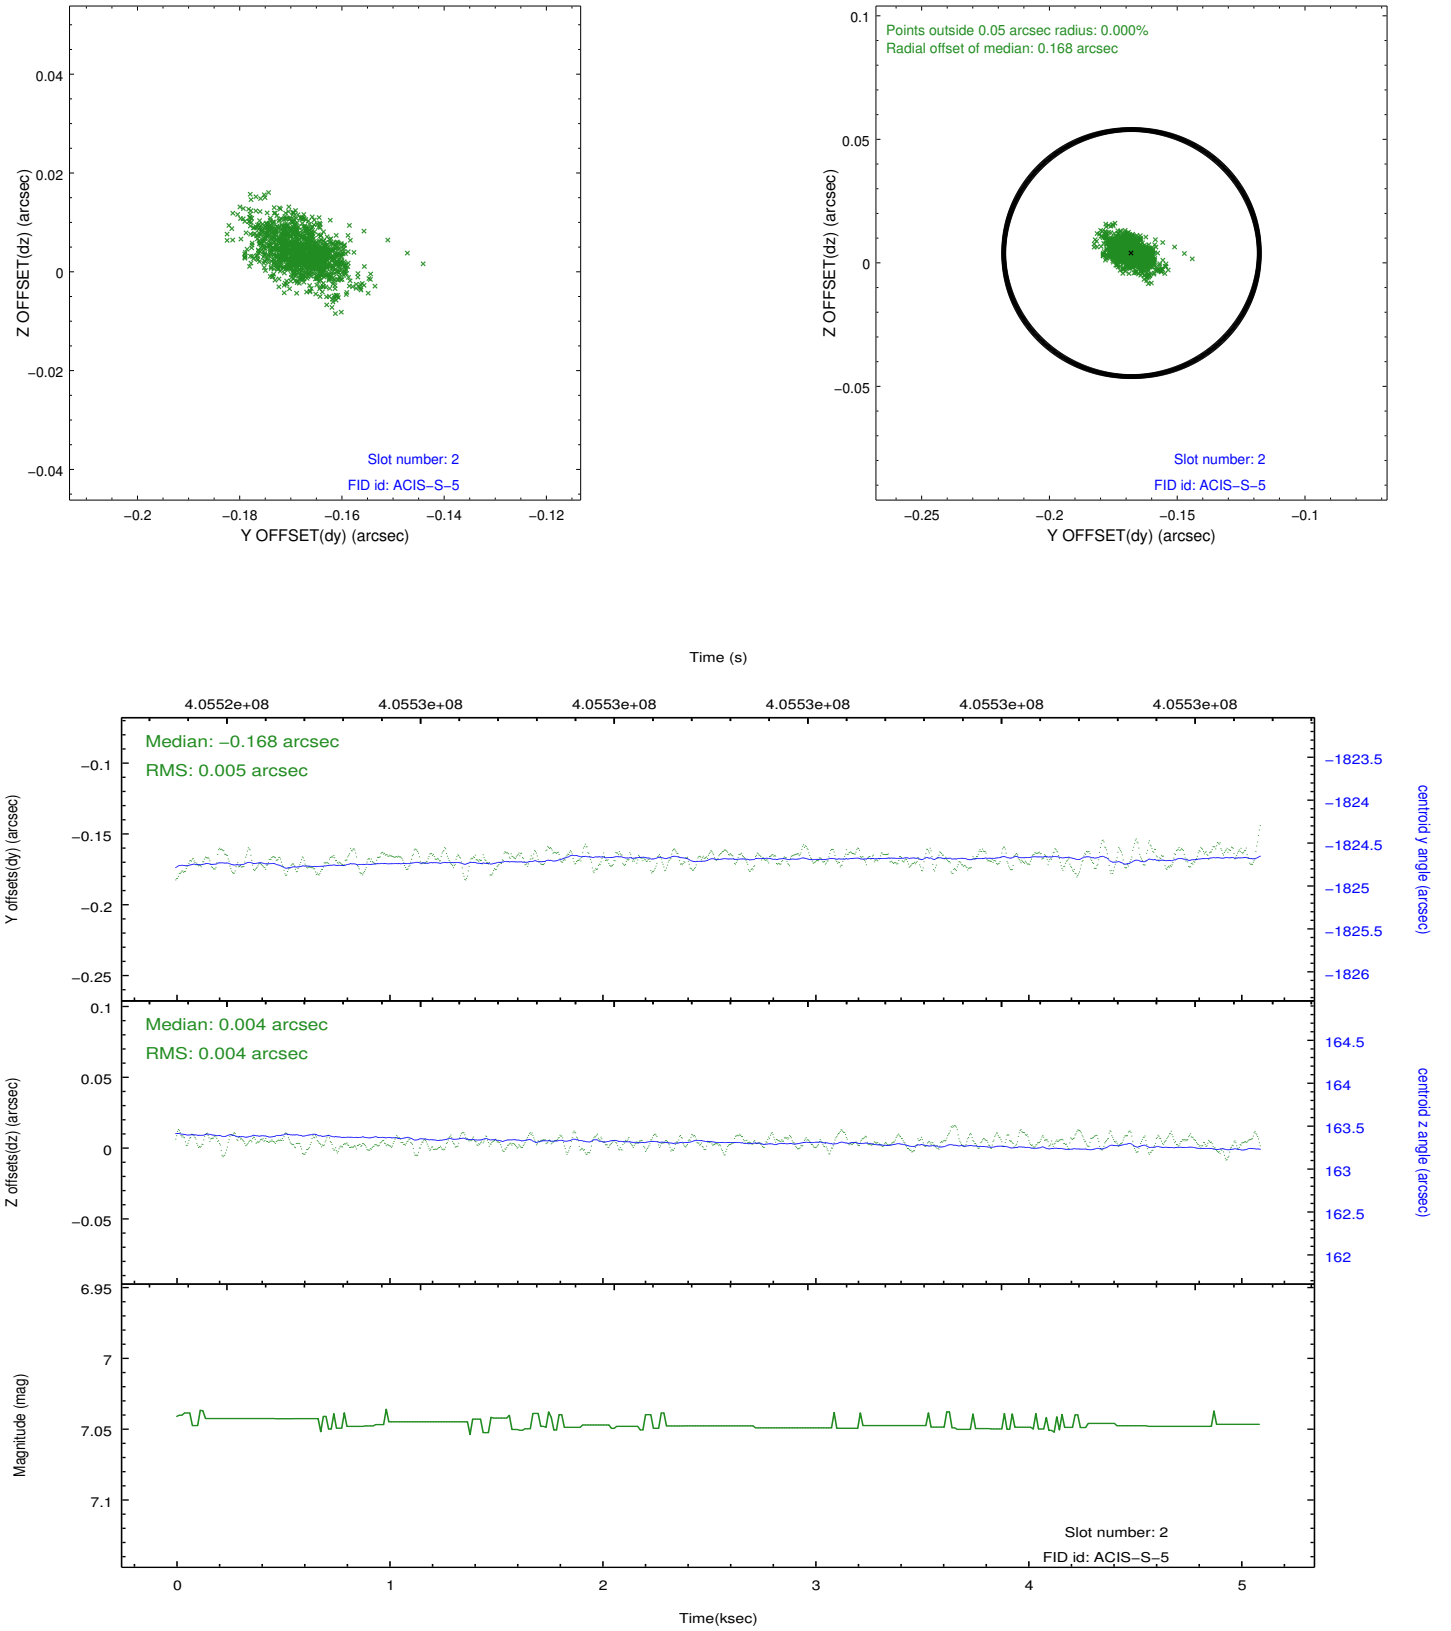 0.04
0.02
0
−0.02
−0.04
Z OFFSET(dz) (arcsec)
Slot number: 2
FID id: ACIS−S−5
−0.2
−0.18
−0.16
−0.14
−0.12
Y OFFSET(dy) (arcsec)
Points outside 0.05 arcsec radius: 0.000%
Radial offset of median: 0.168 arcsec
0.1
0.05
0
−0.05
Z OFFSET(dz) (arcsec)
Slot number: 2
FID id: ACIS−S−5
−0.25
−0.2
−0.15
−0.1
Y OFFSET(dy) (arcsec)
Time (s)
4.0552e+08
4.0553e+08
4.0553e+08
4.0553e+08
4.0553e+08
4.0553e+08
Median: −0.168 arcsec
RMS: 0.005 arcsec
−0.1
−0.15
−0.2
−0.25
Y offsets(dy) (arcsec)
−1823.5
−1824
−1824.5
−1825
−1825.5
−1826
centroid y angle (arcsec)
Median: 0.004 arcsec
RMS: 0.004 arcsec
0.1
0.05
0
−0.05
Z offsets(dz) (arcsec)
164.5
164
163.5
163
162.5
162
centroid z angle (arcsec)
6.95
7
7.05
7.1
Magnitude (mag)
Slot number: 2
FID id: ACIS−S−5
0
1
2
3
4
5
Time(ksec)